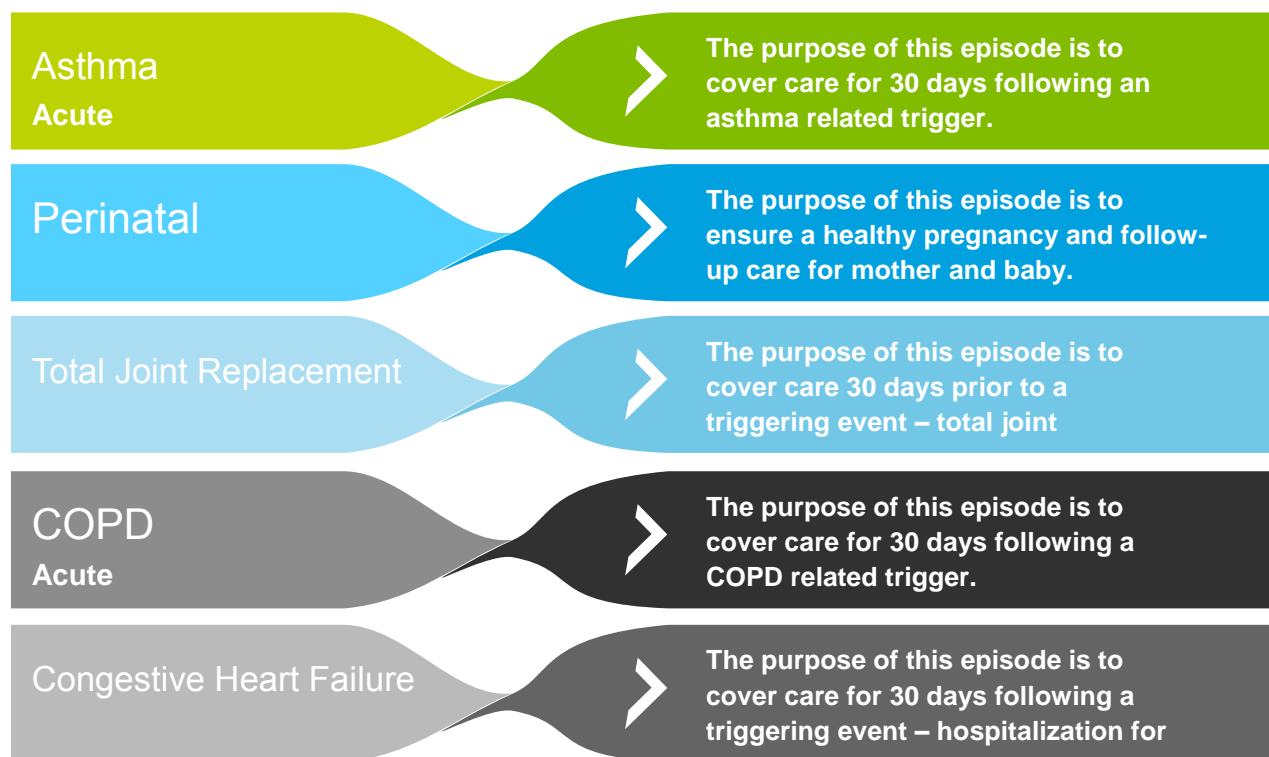 Asthma
Acute
The purpose of this episode is to
cover care for 30 days following an
asthma related trigger.
Perinatal
The purpose of this episode is to
ensure a healthy pregnancy and follow-
up care for mother and baby.
Total Joint Replacement
The purpose of this episode is to
cover care 30 days prior to a
triggering event – total joint
COPD
Acute
The purpose of this episode is to
cover care for 30 days following a
COPD related trigger.
Congestive Heart Failure
The purpose of this episode is to
cover care for 30 days following a
triggering event – hospitalization for